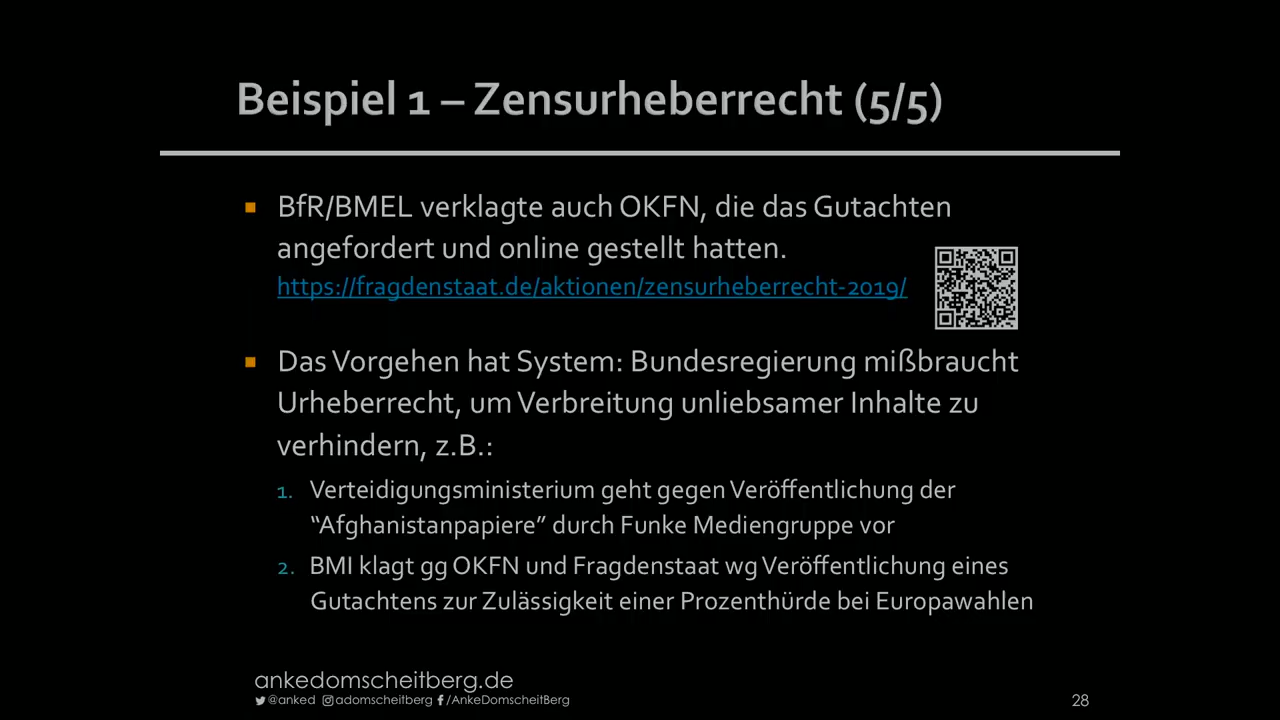 Beispiel 1 – Zensurheberrecht (5/5)
BfR/BMEL verklagte auch OKFN, die das Gutachten
angefordert und online gestellt hatten.
https://fragdenstaat.de/aktionen/zensurheberrecht-2019/
Das Vorgehen hat System: Bundesregierung mißbraucht
Urheberrecht, um Verbreitung unliebsamer Inhalte zu
verhindern, z.B.:
1. Verteidigungsministerium geht gegen Veröffentlichung der
“Afghanistanpapiere” durch Funke Mediengruppe vor
2. BMI klagt gg OKFN und Fragdenstaat wg Veröffentlichung eines
Gutachtens zur Zulässigkeit einer Prozenthürde bei Europawahlen
ankedomscheitberg.de
@anked adomscheitberg /AnkeDomscheitBerg
28